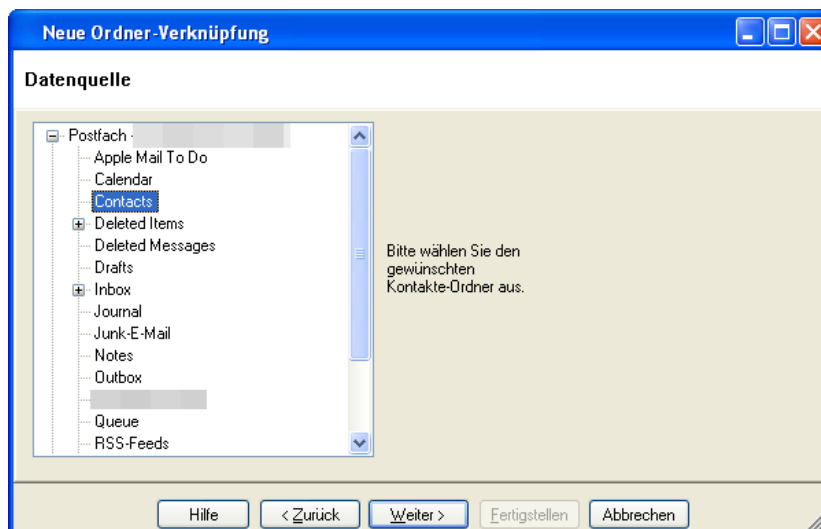 Neue Ordner-Verknüpfung
Datenquelle
Postfach -
Apple Mail To Do
Calendar
Contacts
Deleted Items
Deleted Messages
Drafts
Inbox
Journal
Junk-E-Mail
Notes
Outbox
Queue
RSS-Feeds
Bitte wählen Sie den
gewünschten
Kontakte-Ordner aus.
Hilfe < Zurück Weiter > Fertigstellen Abbrechen